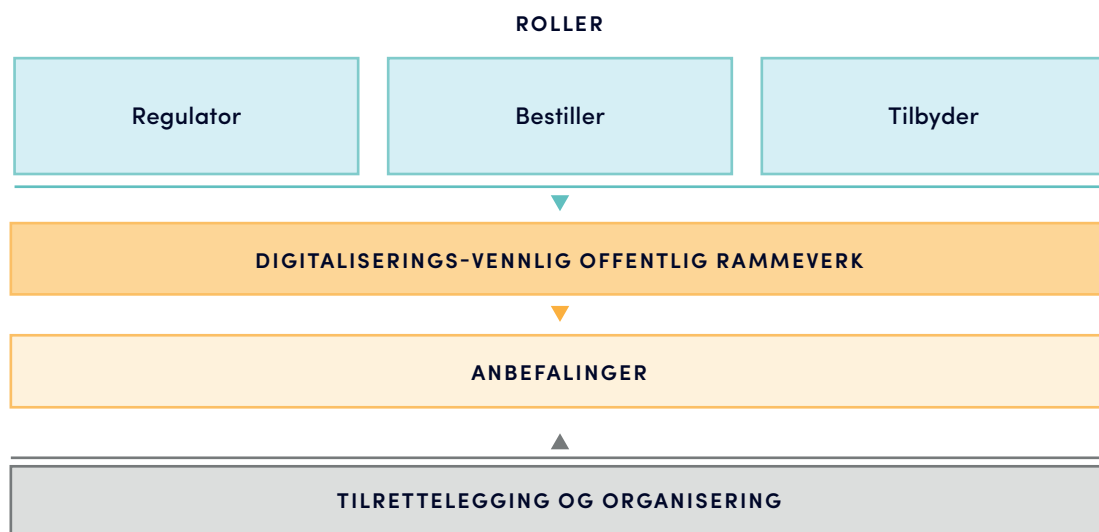 ROLLER
Regulator
Bestiller
Tilbyder
DIGITALISERINGS-VENNLIG OFFENTLIG RAMMEVERK
ANBEFALINGER
TILRETTELEGGING OG ORGANISERING